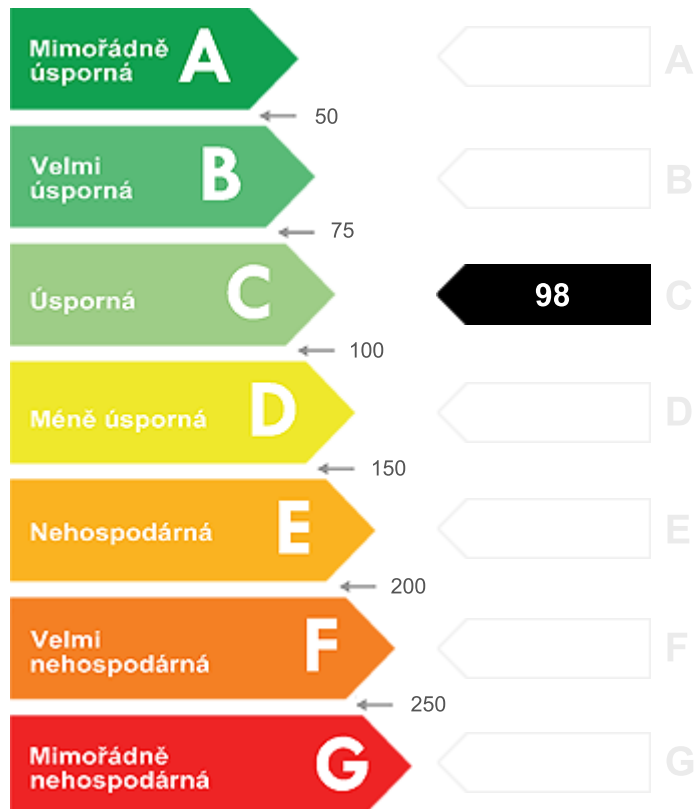 Mimořádně
úsporná
A
A
50
Velmi
úsporná
B
B
75
Úsporná
C
98
C
100
Méně úsporná
D
D
150
Nehospodárná
E
E
200
Velmi
nehospodárná
F
F
250
Mimořádně
nehospodárná
G
G